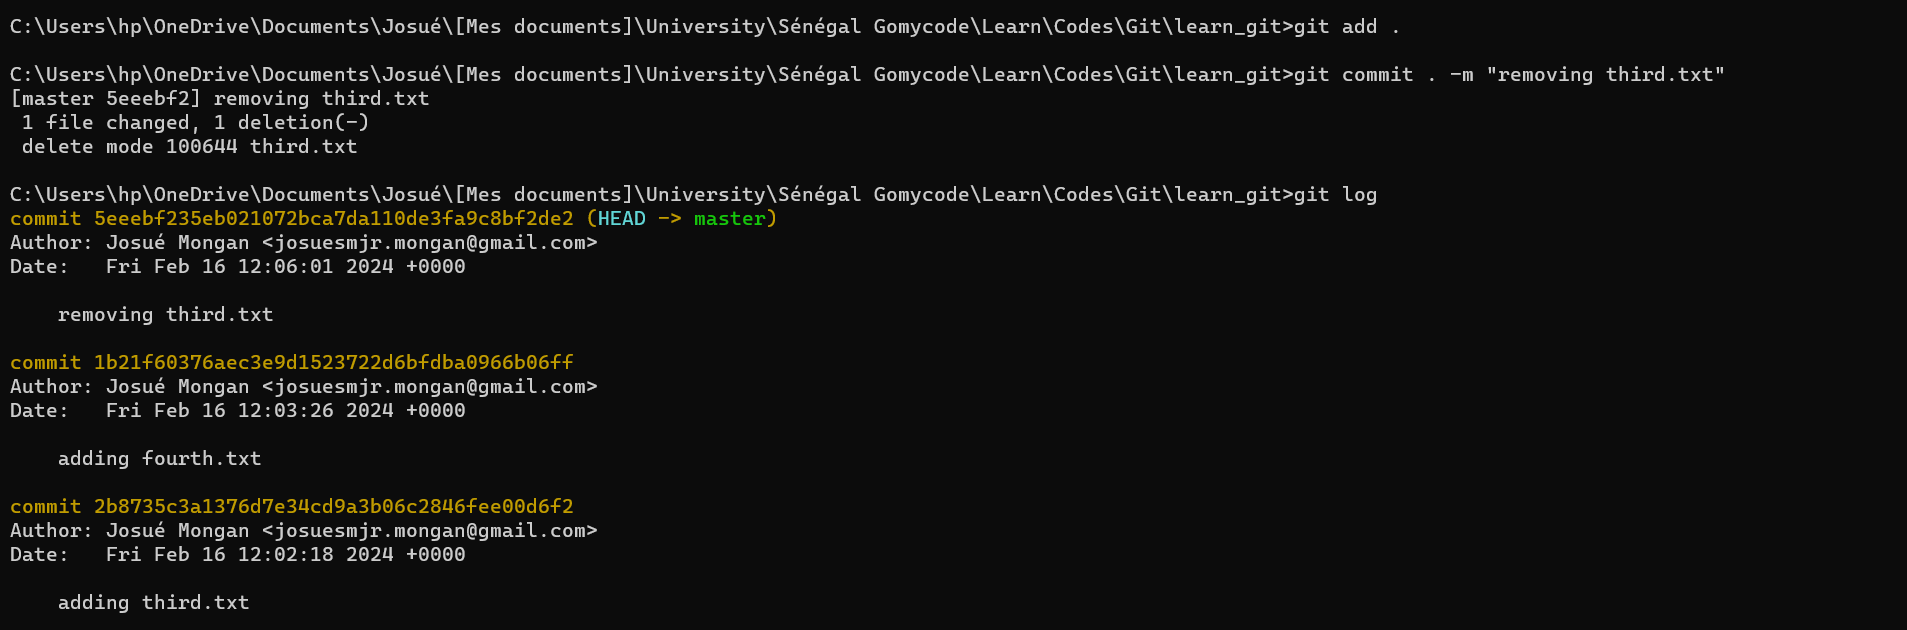 C:\Users\hp\OneDrive\Documents\Josué\[Mes documents]\University\Sénégal Gomycode\Learn\Codes\Git\learn_git>git add .
C:\Users\hp\OneDrive\Documents\Josué\[Mes documents]\University\Sénégal Gomycode\Learn\Codes\Git\learn_git>git commit . -m "removing third.txt"
[master 5eeebf2] removing third.txt
 1 file changed, 1 deletion(-)
 delete mode 100644 third.txt
C:\Users\hp\OneDrive\Documents\Josué\[Mes documents]\University\Sénégal Gomycode\Learn\Codes\Git\learn_git>git log
commit 5eeebf235eb021072bca7da110de3fa9c8bf2de2 (HEAD -> master)
Author: Josué Mongan <josuesmjr.mongan@gmail.com>
Date:   Fri Feb 16 12:06:01 2024 +0000
    removing third.txt
commit 1b21f60376aec3e9d1523722d6bfdba0966b06ff
Author: Josué Mongan <josuesmjr.mongan@gmail.com>
Date:   Fri Feb 16 12:03:26 2024 +0000
    adding fourth.txt
commit 2b8735c3a1376d7e34cd9a3b06c2846fee00d6f2
Author: Josué Mongan <josuesmjr.mongan@gmail.com>
Date:   Fri Feb 16 12:02:18 2024 +0000
    adding third.txt